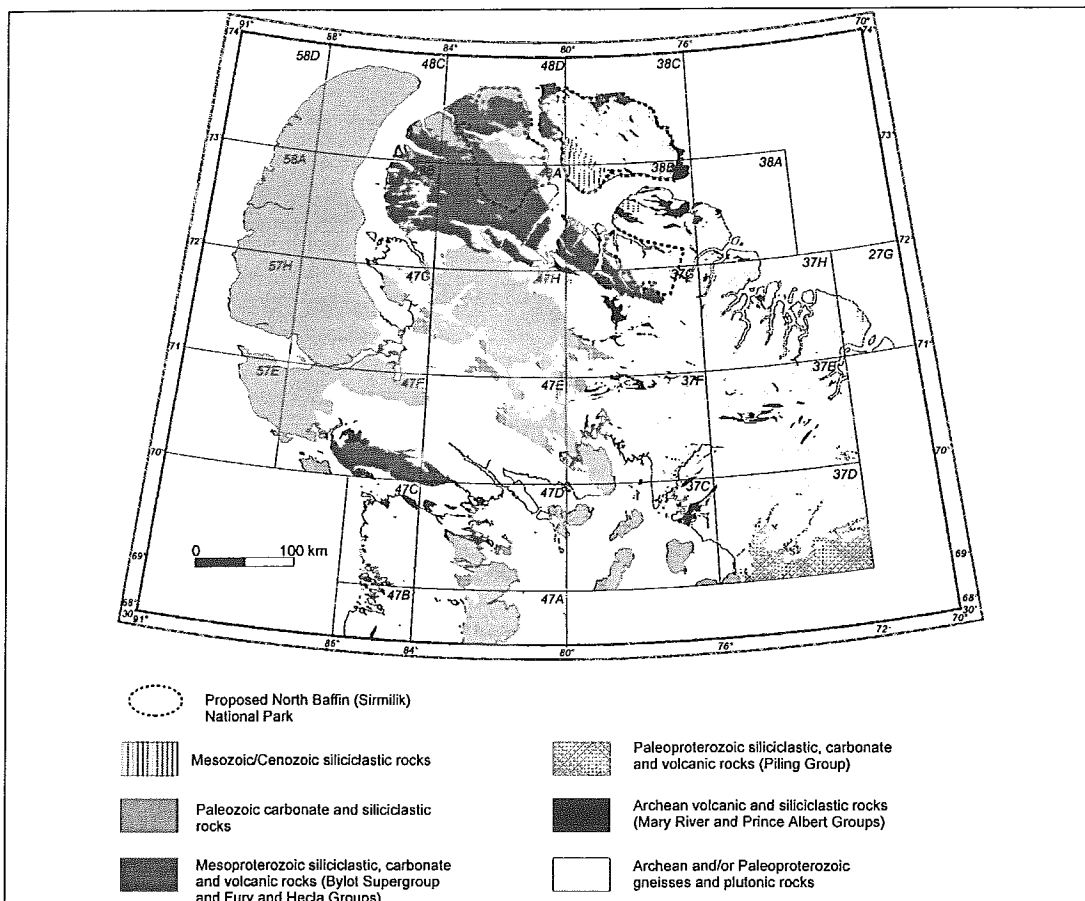 91°
74°
58D
88°
84°
48C
80°
48D
76°
38C
70°
74°
73°
58A
48A
38B
38A
73°
72°
57H
47G
47H
37G
37H
27G
72°
71°
57E
47F
47E
37F
37E
71°
70°
47C
47D
37C
37D
70°
69°
0 100 km
69°
47B
47A
68°
30'
91°
86°
84°
80°
76°
72°
70°
68°
30'
Proposed North Baffin (Sirmilik)
National Park
Mesozoic/Cenozoic siliciclastic rocks
Paleozoic carbonate and siliciclastic
rocks
Mesoproterozoic siliciclastic, carbonate
and volcanic rocks (Bylot Supergroup
and Fury and Hecla Groups)
Paleoproterozoic siliciclastic, carbonate
and volcanic rocks (Piling Group)
Archean volcanic and siliciclastic rocks
(Mary River and Prince Albert Groups)
Archean and/or Paleoproterozoic
gneisses and plutonic rocks